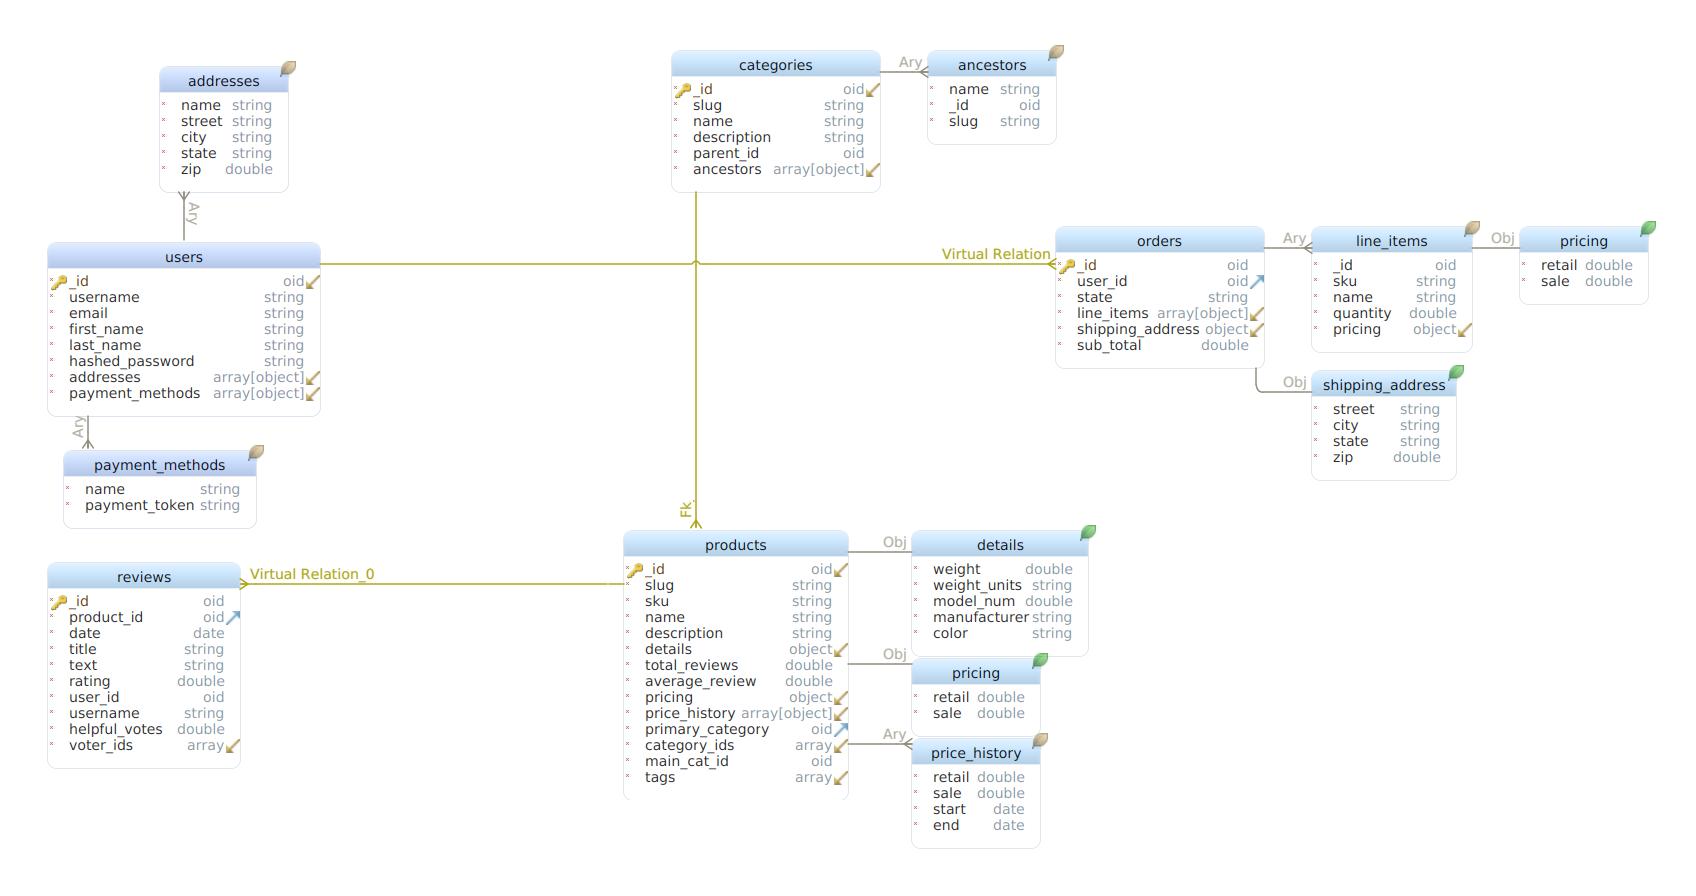 addresses
name string
street string
city string
state string
zip double
Ary
users
_id oid
username string
email string
first_name string
last_name string
hashed_password string
addresses array[object]
payment_methods array[object]
Ary
payment_methods
name string
payment_token string
reviews
_id oid
product_id oid
date date
title string
text string
rating double
user_id oid
username string
helpful_votes double
voter_ids array
Virtual Relation_0
categories
_id oid
slug string
name string
description string
parent_id oid
ancestors array[object]
Ary
ancestors
name string
_id oid
slug string
Virtual Relation
orders
_id oid
user_id oid
state string
line_items array[object]
shipping_address object
sub_total double
Ary
line_items
_id oid
sku string
name string
quantity double
pricing object
Obj
pricing
retail double
sale double
Obj
shipping_address
street string
city string
state string
zip double
Fk
products
_id oid
slug string
sku string
name string
description string
details object
total_reviews double
average_review double
pricing object
price_history array[object]
primary_category oid
category_ids array
main_cat_id oid
tags array
Obj
details
weight double
weight_units string
model_num double
manufacturer string
color string
Obj
pricing
retail double
sale double
Ary
price_history
retail double
sale double
start date
end date